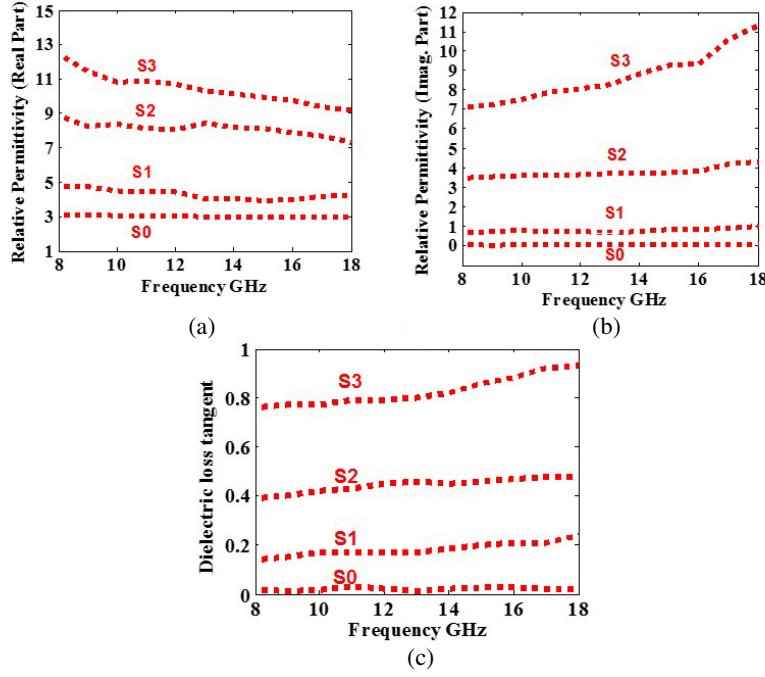 Relative Permittivity (Real Part)
15
13
11
9
7
5
3
1
S3
S2
S1
S0
8
10
12
14
16
18
Frequency GHz
(a)
Relative Permittivity (Imag. Part)
12
11
10
9
8
7
6
5
4
3
2
1
0
S3
S2
S1
S0
8
10
12
14
16
18
Frequency GHz
(b)
Dielectric loss tangent
1
0.8
0.6
0.4
0.2
0
S3
S2
S1
S0
8
10
12
14
16
18
Frequency GHz
(c)